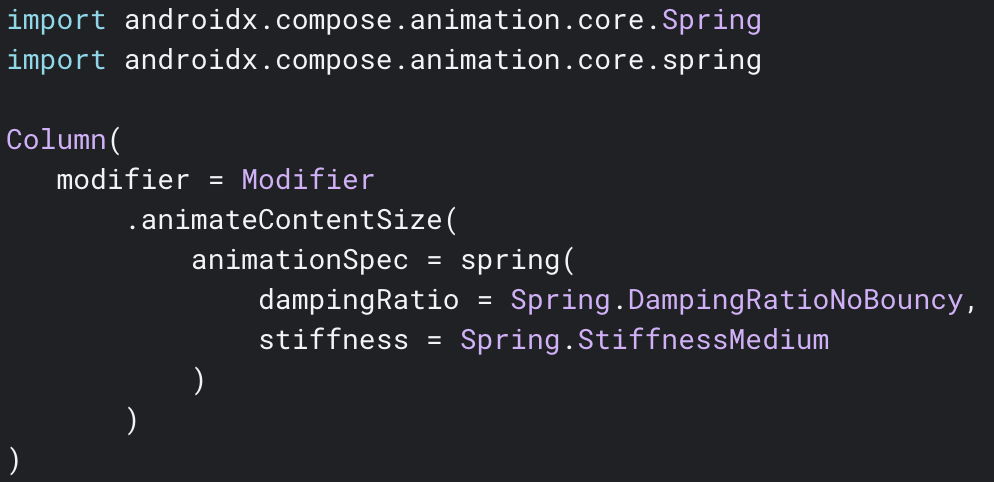 import androidx.compose.animation.core.Spring
import androidx.compose.animation.core.spring

Column(
   modifier = Modifier
       .animateContentSize(
           animationSpec = spring(
               dampingRatio = Spring.DampingRatioNoBouncy,
               stiffness = Spring.StiffnessMedium
           )
       )
)